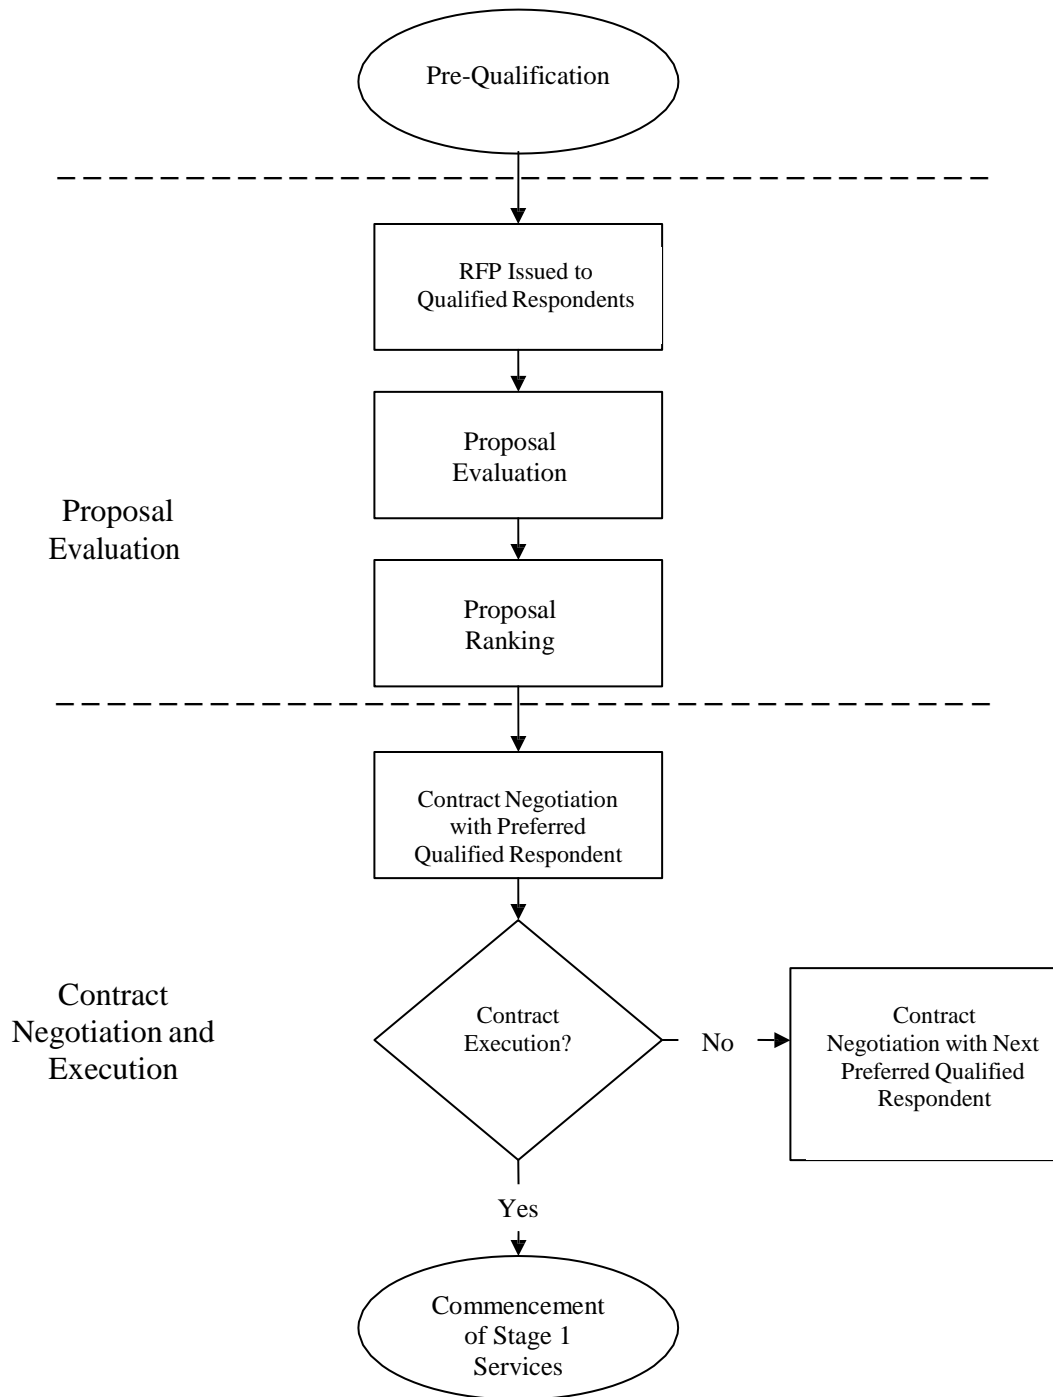 Pre-Qualification
RFP Issued to
Qualified Respondents
Proposal
Evaluation
Proposal
Evaluation
Proposal
Ranking
Contract Negotiation
with Preferred
Qualified Respondent
Contract
Negotiation and
Execution
Contract
Execution?
No
Contract
Negotiation with Next
Preferred Qualified
Respondent
Yes
Commencement
of Stage 1
Services